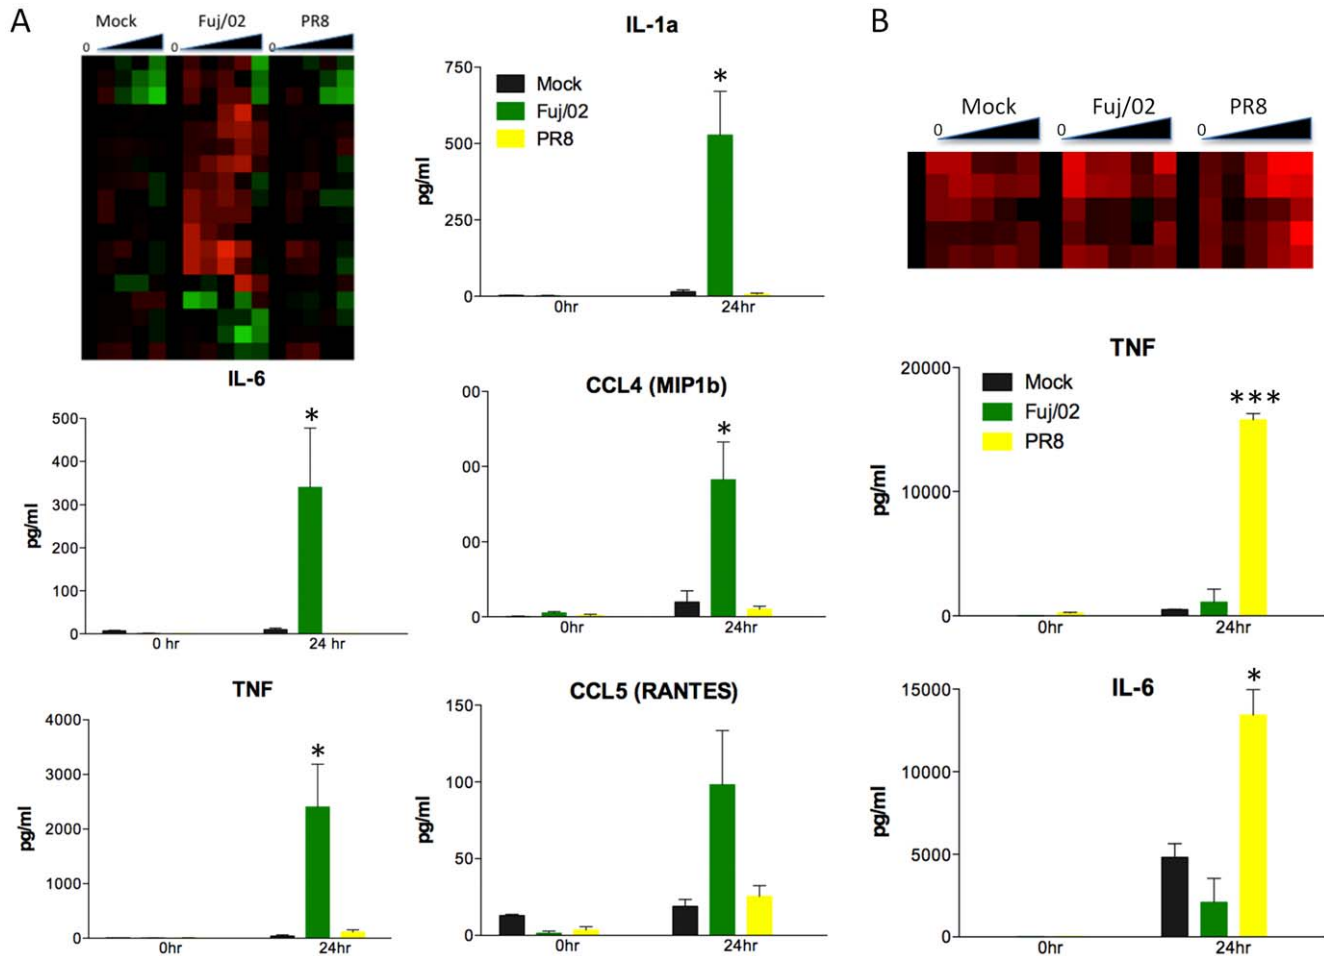 A
Mock Fuj/02 PR8
0 0 0
IL-1a
pg/ml
750
500
250
0
*
Mock
Fuj/02
PR8
0hr 24hr
IL-6
pg/ml
500
400
300
200
100
0
*
0 hr 24 hr
CCL4 (MIP1b)
pg/ml
00
00
00
0
*
0hr 24hr
TNF
pg/ml
4000
3000
2000
1000
0
*
0hr 24hr
CCL5 (RANTES)
pg/ml
150
100
50
0
0hr 24hr
B
Mock Fuj/02 PR8
0 0 0
TNF
pg/ml
20000
10000
0
Mock
Fuj/02
PR8
***
0hr 24hr
IL-6
pg/ml
15000
10000
5000
0
*
0hr 24hr